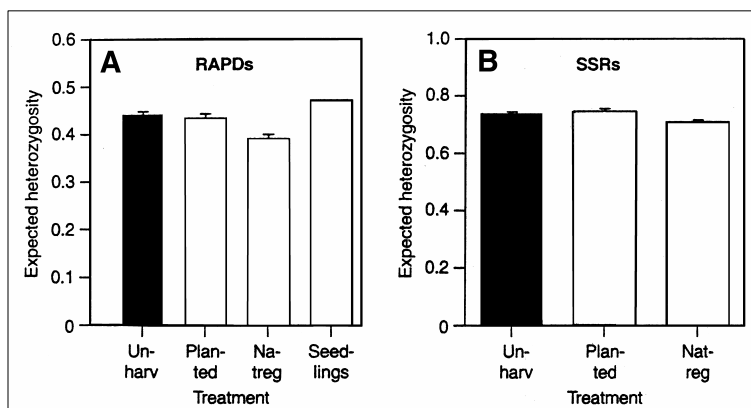 A
RAPDs
Expected heterozygosity
0.6
0.5
0.4
0.3
0.2
0.1
0
Un-
harv
Plan-
ted
Na-
treg
Seed-
lings
Treatment
B
SSRs
Expected heterozygosity
1.0
0.8
0.6
0.4
0.2
0
Un-
harv
Plan-
ted
Nat-
reg
Treatment